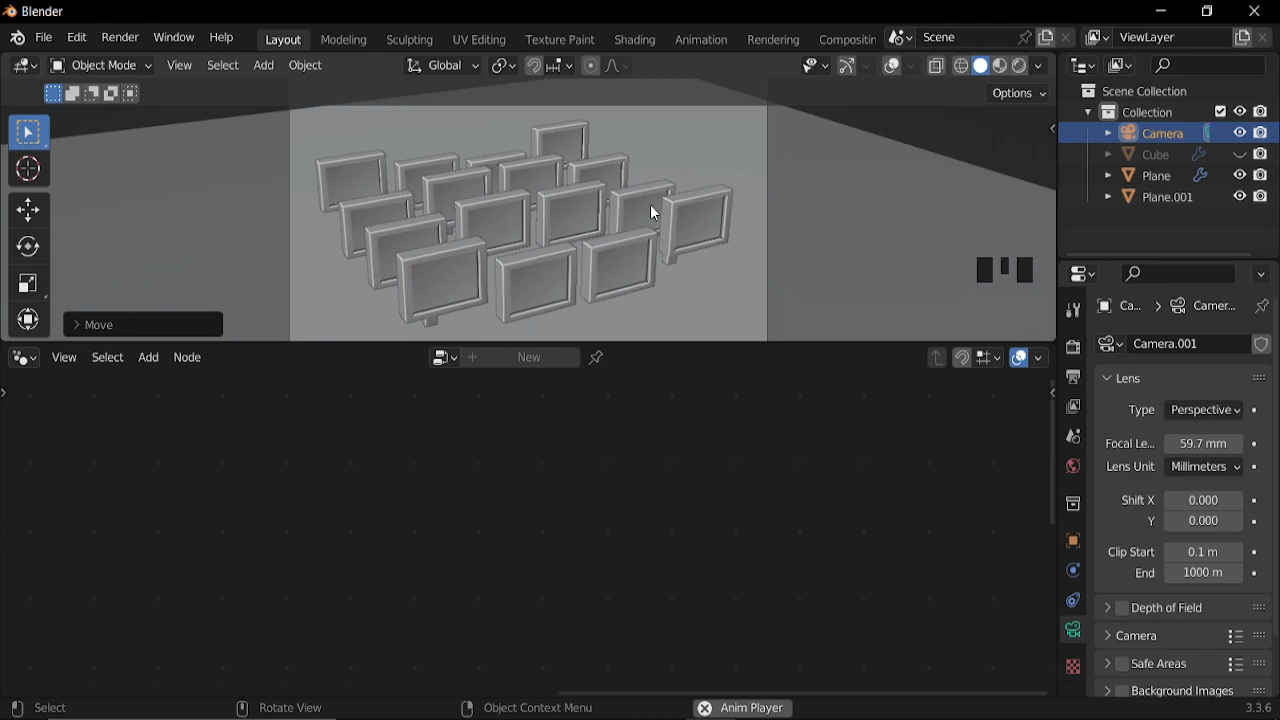 Blender
File Edit Render Window Help Layout Modeling Sculpting UV Editing Texture Paint Shading Animation Rendering Compositin Scene ViewLayer
Object Mode View Select Add Object Global
Options
Scene Collection
Collection
Camera
Cube
Plane
Plane.001
Move
View Select Add Node New
Ca... Camer...
Camera.001
Lens
Type Perspective
Focal Le... 59.7 mm
Lens Unit Millimeters
Shift X 0.000
Y 0.000
Clip Start 0.1 m
End 1000 m
Depth of Field
Camera
Safe Areas
Background Images
Select Rotate View Object Context Menu Anim Player 3.3.6